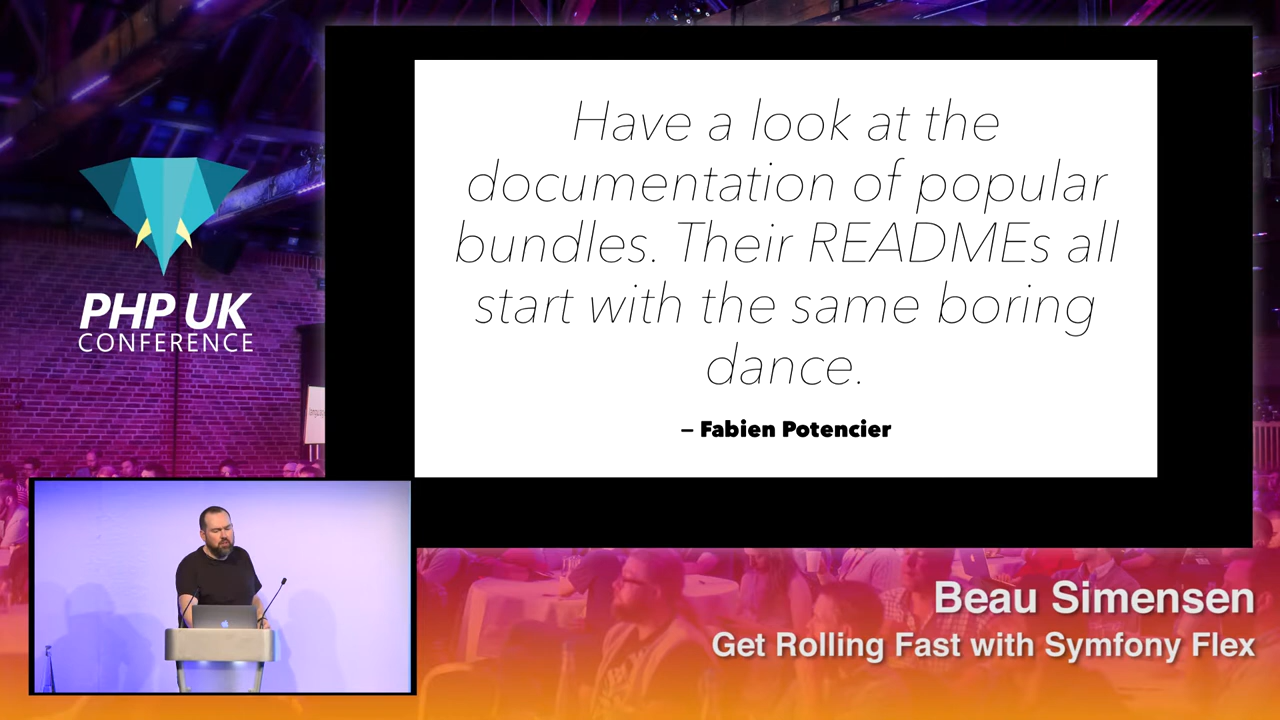 Have a look at the
documentation of popular
bundles. Their READMEs all
start with the same boring
dance.
– Fabien Potencier
PHP UK
CONFERENCE
Beau Simensen
Get Rolling Fast with Symfony Flex